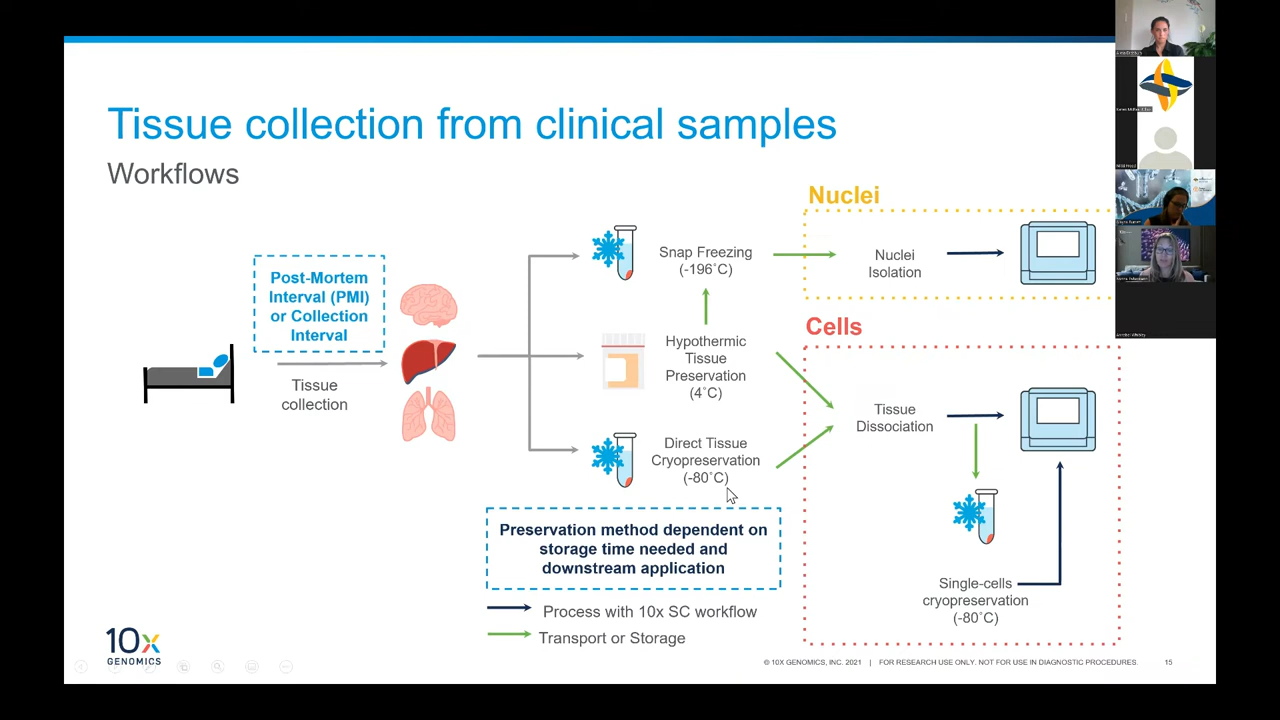 Tissue collection from clinical samples
Workflows
Post-Mortem
Interval (PMI)
or Collection
Interval
Tissue
collection
Snap Freezing
(-196˚C)
Hypothermic
Tissue
Preservation
(4˚C)
Direct Tissue
Cryopreservation
(-80˚C)
Preservation method dependent on
storage time needed and
downstream application
Process with 10x SC workflow
Transport or Storage
Nuclei
Nuclei
Isolation
Cells
Tissue
Dissociation
Single-cells
cryopreservation
(-80˚C)
10x
GENOMICS
© 10X GENOMICS, INC. 2021 | FOR RESEARCH USE ONLY. NOT FOR USE IN DIAGNOSTIC PROCEDURES.
15